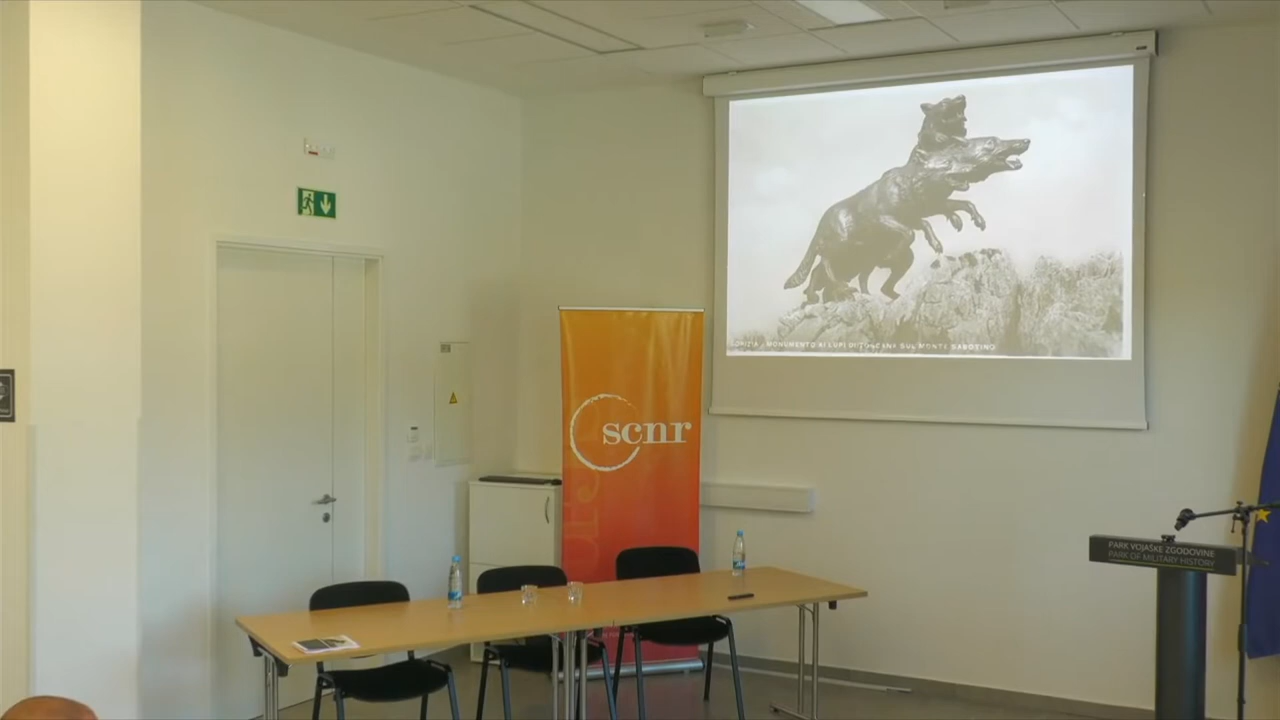 GORIZIA - MONUMENTO AI LUPI DI TOSCANA SUL MONTE SABOTINO
scnr
PARK VOJAŠKE ZGODOVINE
PARK OF MILITARY HISTORY